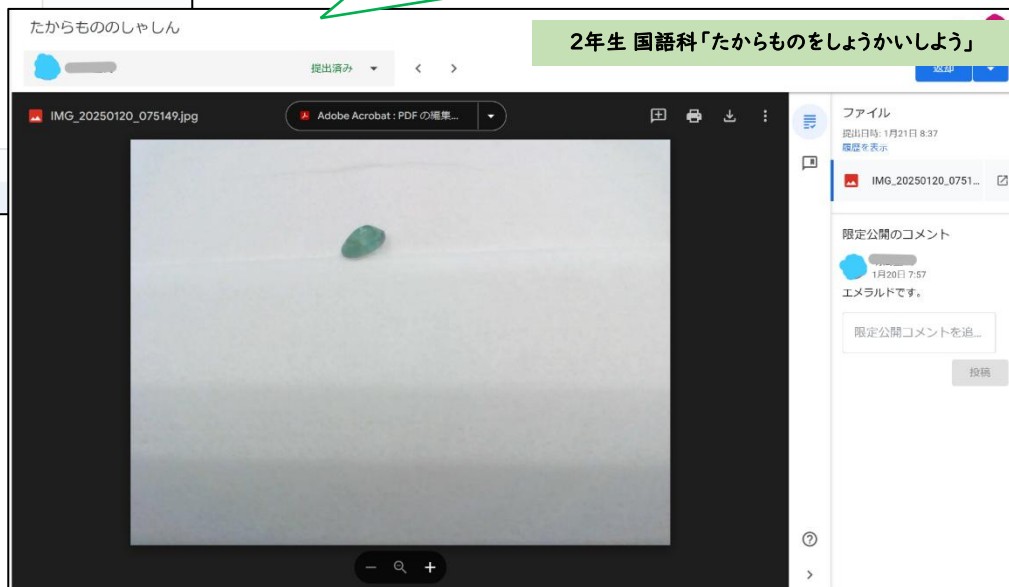 たからもののしゃしん
2年生 国語科「たからものをしょうかいしよう」
提出済み
返却
IMG_20250120_075149.jpg
Adobe Acrobat : PDF の編集...
ファイル
提出日時: 1月21日 8:37
履歴を表示
IMG_20250120_0751...
限定公開のコメント
1月20日 7:57
エメラルドです。
限定公開コメントを追...
投稿